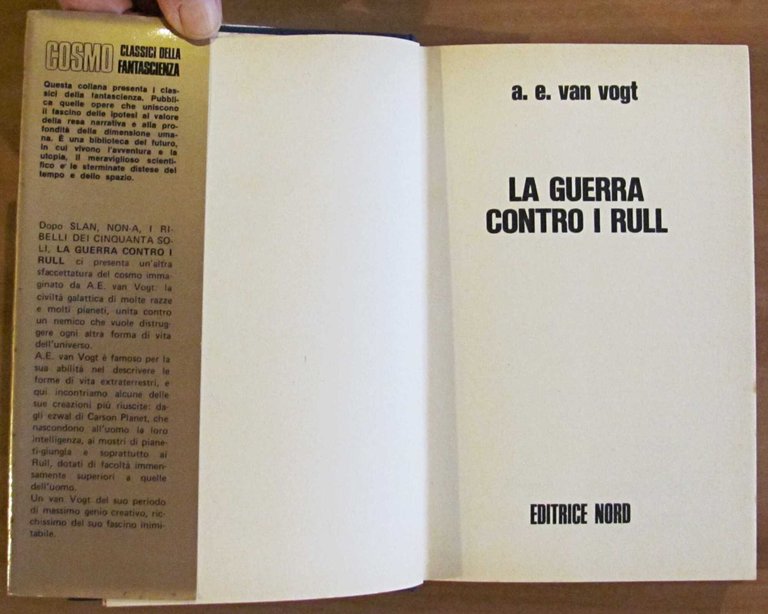 COSMO CLASSICI DELLA
FANTASCIENZA
Questa collana presenta i clas-
sici della fantascienza. Pubbli-
ca quelle opere che uniscono
il fascino delle ipotesi al valore
della resa narrativa e alla pro-
fondità della dimensione uma-
na. È una biblioteca del futuro,
in cui vivono l'avventura e la
utopia, il meraviglioso scienti-
fico e le sterminate distese del
tempo e dello spazio.
Dopo SLAN, NON-A, I RI-
BELLI DEI CINQUANTA SO-
LI, LA GUERRA CONTRO I
RULL ci presenta un'altra
sfaccettatura del cosmo imma-
ginato da A.E. van Vogt: la
civiltà galattica di molte razze
e molti pianeti, unita contro
un nemico che vuole distrug-
gere ogni altra forma di vita
dell'universo.
A.E. van Vogt è famoso per la
sua abilità nel descrivere le
forme di vita extraterrestri, e
qui incontriamo alcune delle
sue creazioni più riuscite: da-
gli ezwal di Carson Planet, che
nascondono all'uomo la loro
intelligenza, ai mostri di piane-
ti-giungla e soprattutto ai
Rull, dotati di facoltà immen-
samente superiori a quelle
dell'uomo.
Un van Vogt del suo periodo
di massimo genio creativo, ric-
chissimo del suo fascino inimi-
tabile.
a. e. van vogt
LA GUERRA
CONTRO I RULL
EDITRICE NORD